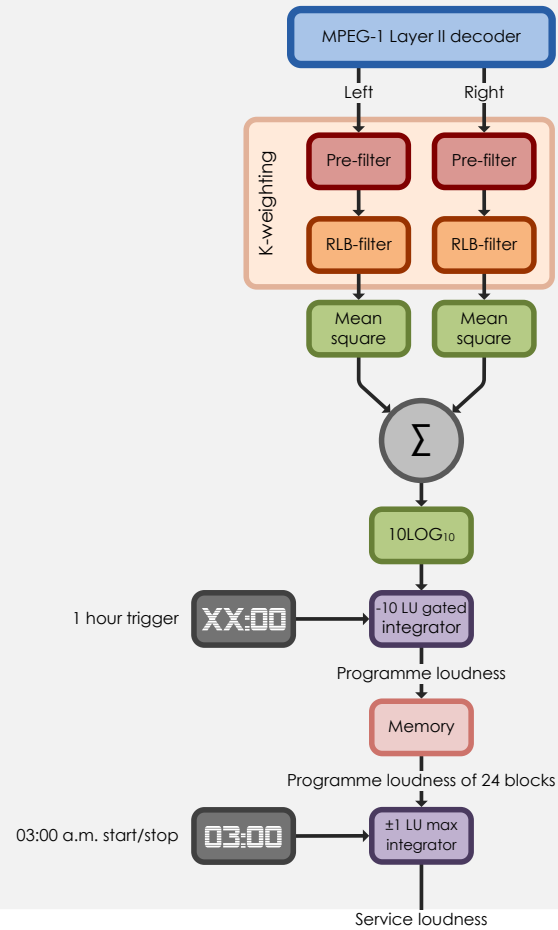 MPEG-1 Layer II decoder
Left
Right
K-weighting
Pre-filter
Pre-filter
RLB-filter
RLB-filter
Mean
square
Mean
square
Σ
10LOG₁₀
1 hour trigger
XX:00
-10 LU gated
integrator
Programme loudness
Memory
Programme loudness of 24 blocks
03:00 a.m. start/stop
03:00
±1 LU max
integrator
Service loudness